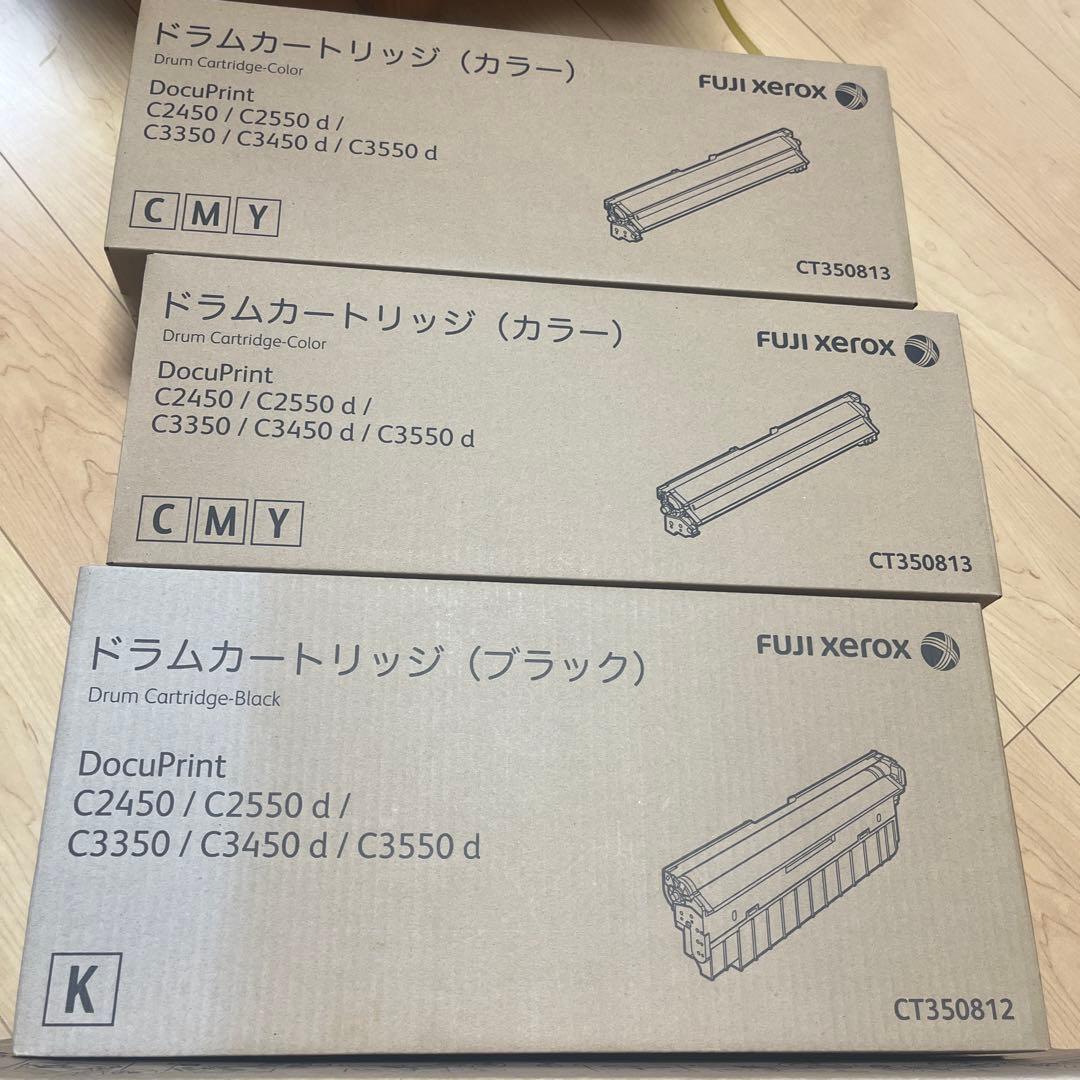 ドラムカートリッジ（カラー）
Drum Cartridge-Color
FUJI xerox
DocuPrint
C2450 / C2550 d /
C3350 / C3450 d / C3550 d
C M Y
CT350813
ドラムカートリッジ（カラー）
Drum Cartridge-Color
FUJI xerox
DocuPrint
C2450 / C2550 d /
C3350 / C3450 d / C3550 d
C M Y
CT350813
ドラムカートリッジ（ブラック）
Drum Cartridge-Black
FUJI xerox
DocuPrint
C2450 / C2550 d /
C3350 / C3450 d / C3550 d
K
CT350812